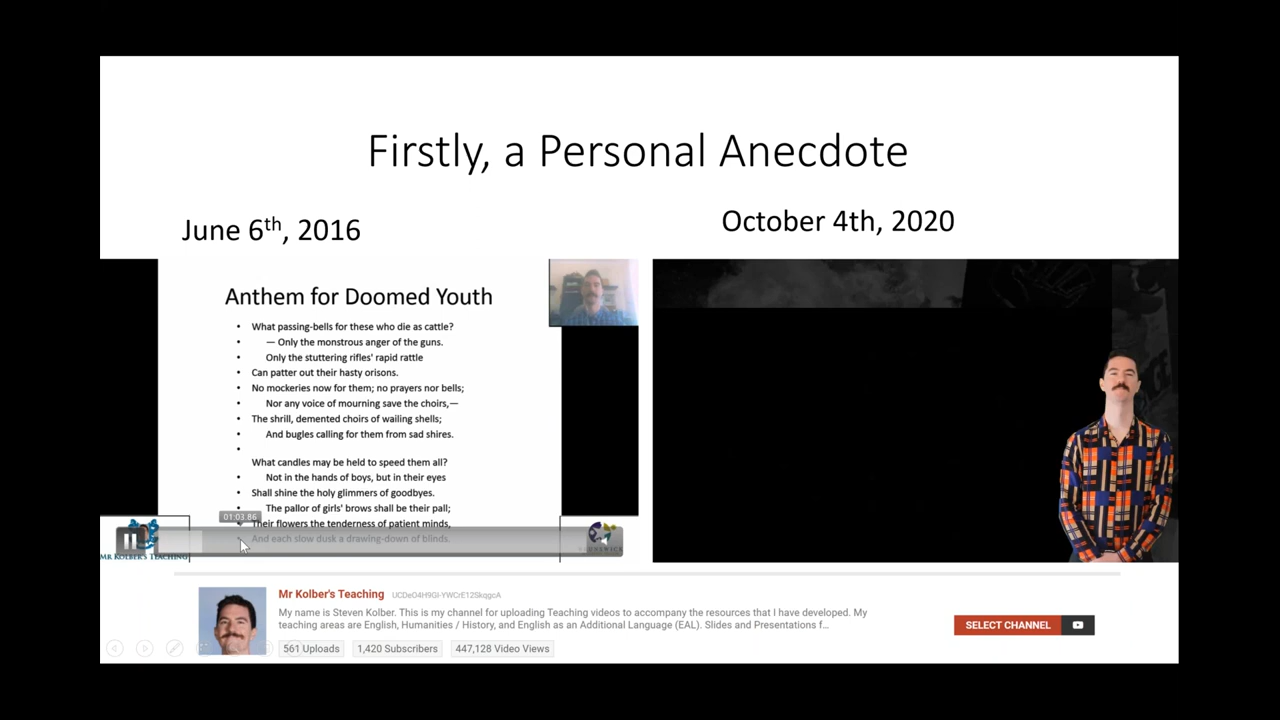 Firstly, a Personal Anecdote
June 6th, 2016
October 4th, 2020
Anthem for Doomed Youth
• What passing-bells for these who die as cattle?
• — Only the monstrous anger of the guns.
• Only the stuttering rifles' rapid rattle
• Can patter out their hasty orisons.
• No mockeries now for them; no prayers nor bells;
• Nor any voice of mourning save the choirs,—
• The shrill, demented choirs of wailing shells;
• And bugles calling for them from sad shires.
•
What candles may be held to speed them all?
• Not in the hands of boys, but in their eyes
• Shall shine the holy glimmers of goodbyes.
• The pallor of girls' brows shall be their pall;
• Their flowers the tenderness of patient minds,
• And each slow dusk a drawing-down of blinds.
01:03.86
MR KOLBER'S TEACHING
Mr Kolber's Teaching UCDeO4H9GI-YWCrE12SkqgcA
My name is Steven Kolber. This is my channel for uploading Teaching videos to accompany the resources that I have developed. My
teaching areas are English, Humanities / History, and English as an Additional Language (EAL). Slides and Presentations f...
SELECT CHANNEL
561 Uploads 1,420 Subscribers 447,128 Video Views